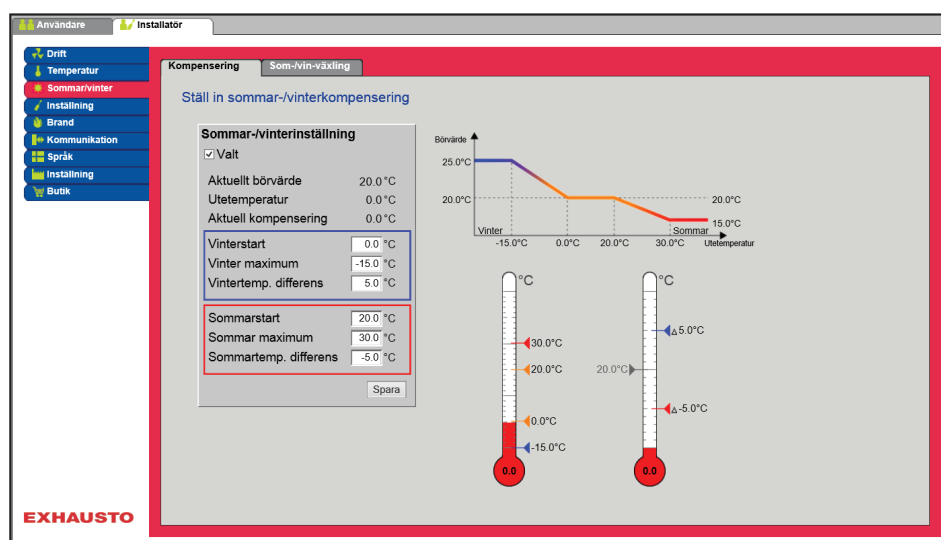 Användare
Installatör
Drift
Temperatur
Sommar/vinter
Inställning
Brand
Kommunikation
Språk
Inställning
Butik
EXHAUSTO
Kompensering
Som-/vin-växling
Ställ in sommar-/vinterkompensering
Sommar-/vinterinställning
Valt
Aktuellt börvärde 20.0 °C
Utetemperatur 0.0 °C
Aktuell kompensering 0.0 °C
Vinterstart 0.0 °C
Vinter maximum -15.0 °C
Vintertemp. differens 5.0 °C
Sommarstart 20.0 °C
Sommar maximum 30.0 °C
Sommartemp. differens -5.0 °C
Spara
Börvärde
25.0°C
20.0°C
20.0°C
15.0°C
Vinter
Sommar
-15.0°C 0.0°C 20.0°C 30.0°C Utetemperatur
°C
30.0°C
20.0°C
0.0°C
-15.0°C
0.0
°C
Δ5.0°C
20.0°C
Δ-5.0°C
0.0